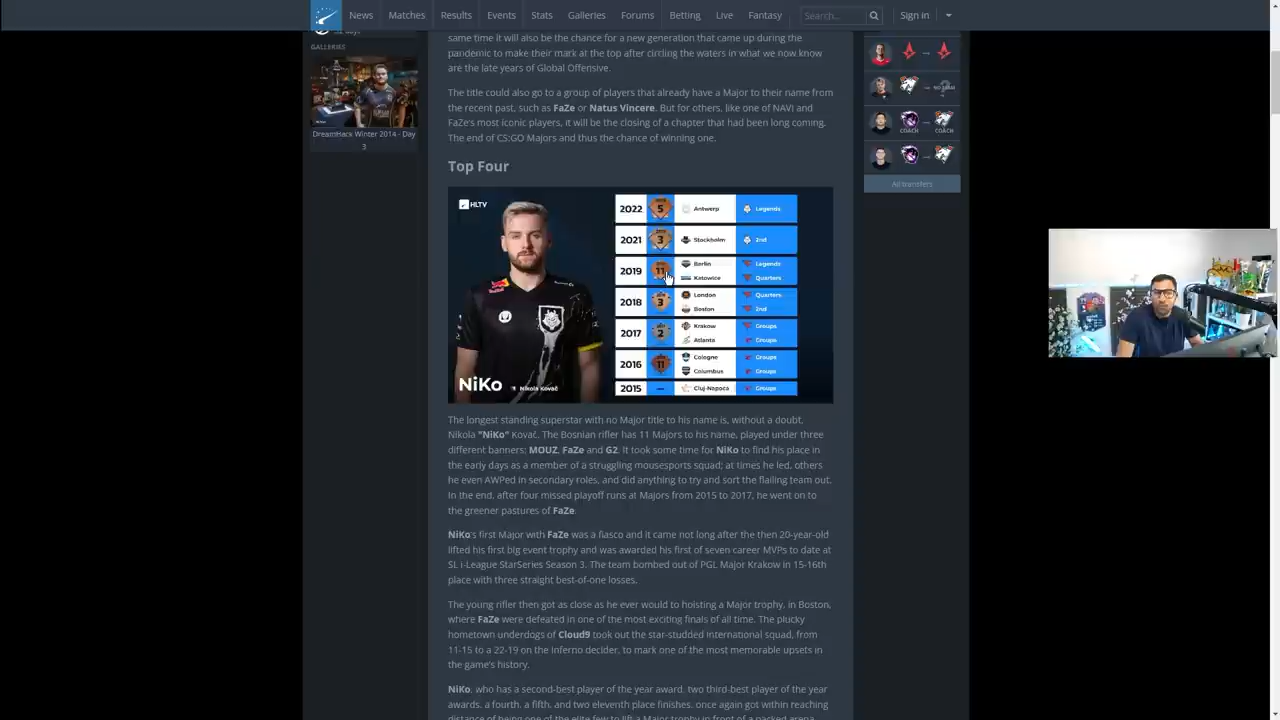 News
Matches
Results
Events
Stats
Galleries
Forums
Betting
Live
Fantasy
Search...
Sign in
GALLERIES
DreamHack Winter 2014 - Day
3
same time it will also be the chance for a new generation that came up during the
pandemic to make their mark at the top after circling the waters in what we now know
are the late years of Global Offensive.
The title could also go to a group of players that already have a Major to their name from
the recent past, such as FaZe or Natus Vincere. But for others, like one of NAVI and
FaZe's most iconic players, it will be the closing of a chapter that had been long coming.
The end of CS:GO Majors and thus the chance of winning one.
Top Four
HLTV
2022 5 Antwerp Legends
2021 3 Stockholm 2nd
2019 11 Berlin Legends
Katowice Quarters
2018 3 London Quarters
Boston 2nd
2017 2 Krakow Groups
Atlanta Groups
2016 11 Cologne Groups
Columbus Groups
2015 — Cluj-Napoca Groups
NiKo Nikola Kovač
The longest standing superstar with no Major title to his name is, without a doubt,
Nikola "NiKo" Kovač. The Bosnian rifler has 11 Majors to his name, played under three
different banners: MOUZ, FaZe and G2. It took some time for NiKo to find his place in
the early days as a member of a struggling mousesports squad; at times he led, others
he even AWPed in secondary roles, and did anything to try and sort the flailing team out.
In the end, after four missed playoff runs at Majors from 2015 to 2017, he went on to
the greener pastures of FaZe.
NiKo's first Major with FaZe was a fiasco and it came not long after the then 20-year-old
lifted his first big event trophy and was awarded his first of seven career MVPs to date at
SL i-League StarSeries Season 3. The team bombed out of PGL Major Krakow in 15-16th
place with three straight best-of-one losses.
The young rifler then got as close as he ever would to hoisting a Major trophy, in Boston,
where FaZe were defeated in one of the most exciting finals of all time. The plucky
hometown underdogs of Cloud9 took out the star-studded international squad, from
11-15 to a 22-19 on the Inferno decider, to mark one of the most memorable upsets in
the game's history.
NiKo, who has a second-best player of the year award, two third-best player of the year
awards, a fourth, a fifth, and two eleventh place finishes, once again got within reaching
distance of being one of the elite few to lift a Major trophy in front of a packed arena
NO TEAM
COACH COACH
All transfers